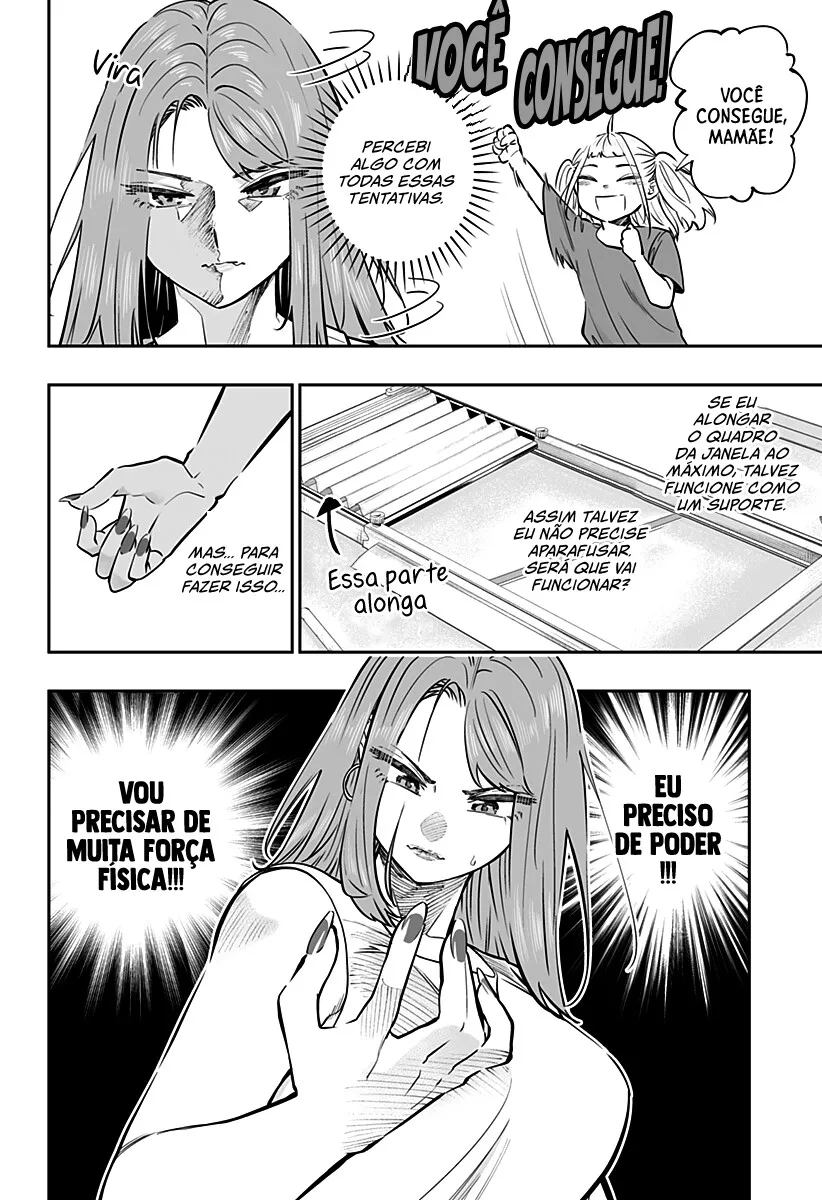 VOCÊ
CONSEGUE,
MAMÃE!
VOCÊ
CONSEGUE!
PERCEBI
ALGO COM
TODAS ESSAS
TENTATIVAS.
Vira
SE EU
ALONGAR
O QUADRO
DA JANELA AO
MÁXIMO, TALVEZ
FUNCIONE COMO
UM SUPORTE.
ASSIM TALVEZ
EU NÃO PRECISE
APARAFUSAR.
SERÁ QUE VAI
FUNCIONAR?
Essa parte
alonga
MAS... PARA
CONSEGUIR
FAZER ISSO...
EU
PRECISO
DE PODER
!!!
VOU
PRECISAR DE
MUITA FORÇA
FÍSICA!!!